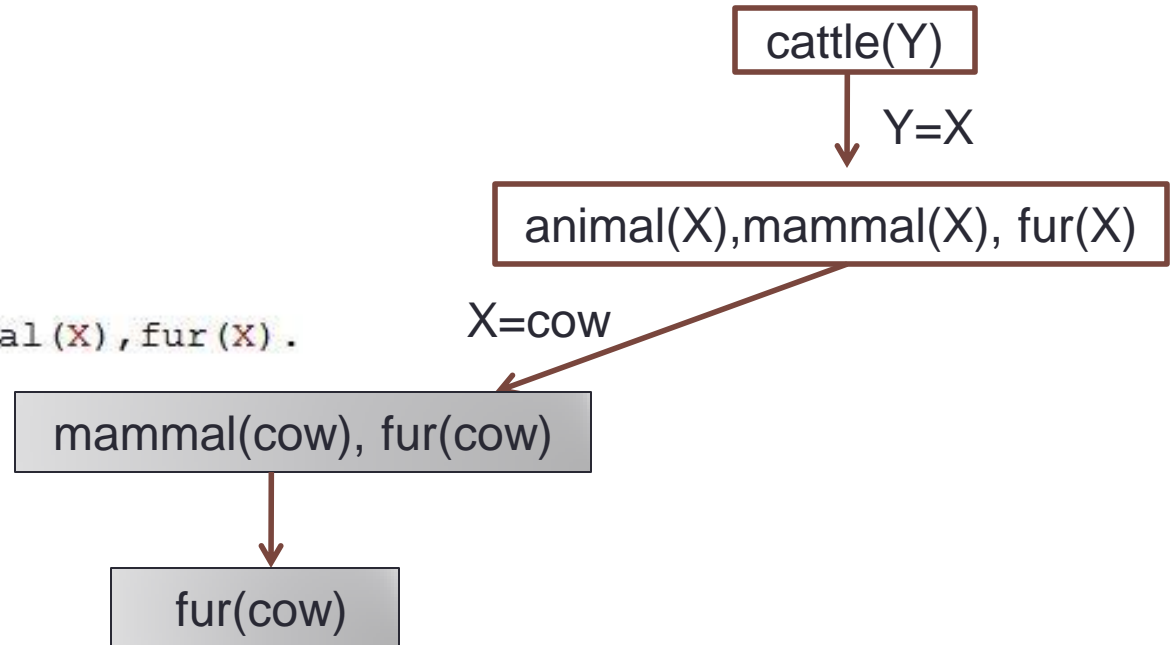 cattle(Y)
Y=X
animal(X),mammal(X), fur(X)
X=cow
al(X),fur(X).
mammal(cow), fur(cow)
fur(cow)